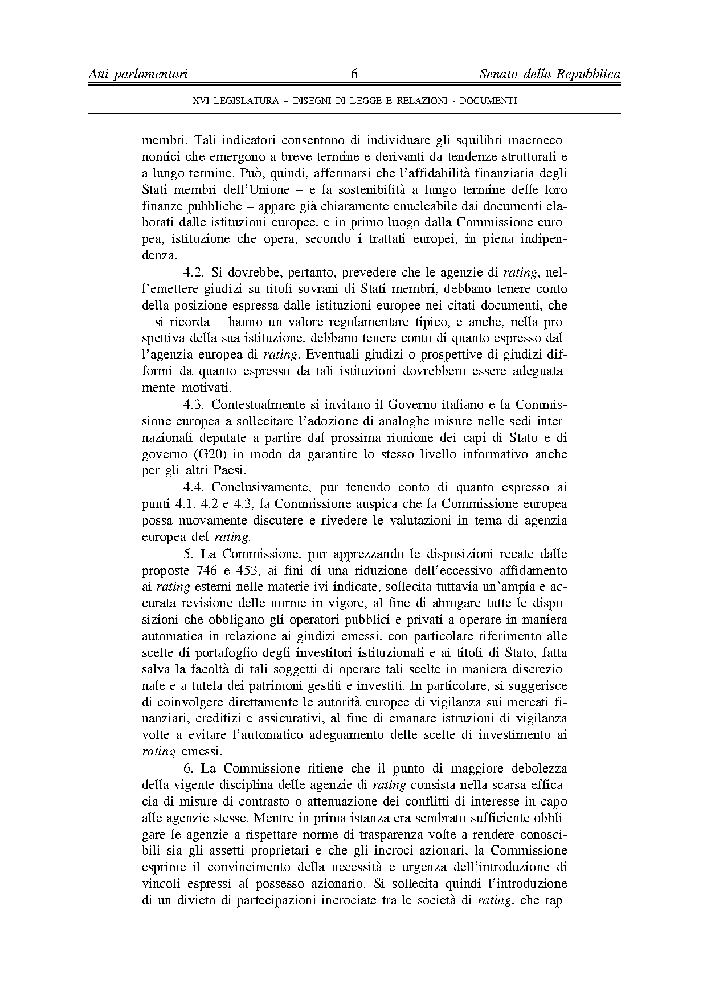 Atti parlamentari – 6 – Senato della Repubblica
XVI LEGISLATURA – DISEGNI DI LEGGE E RELAZIONI - DOCUMENTI
membri. Tali indicatori consentono di individuare gli squilibri macroeco-
nomici che emergono a breve termine e derivanti da tendenze strutturali e
a lungo termine. Può, quindi, affermarsi che l’affidabilità finanziaria degli
Stati membri dell’Unione – e la sostenibilità a lungo termine delle loro
finanze pubbliche – appare già chiaramente enucleabile dai documenti ela-
borati dalle istituzioni europee, e in primo luogo dalla Commissione euro-
pea, istituzione che opera, secondo i trattati europei, in piena indipen-
denza.
4.2. Si dovrebbe, pertanto, prevedere che le agenzie di rating, nel-
l’emettere giudizi su titoli sovrani di Stati membri, debbano tenere conto
della posizione espressa dalle istituzioni europee nei citati documenti, che
– si ricorda – hanno un valore regolamentare tipico, e anche, nella pro-
spettiva della sua istituzione, debbano tenere conto di quanto espresso dal-
l’agenzia europea di rating. Eventuali giudizi o prospettive di giudizi dif-
formi da quanto espresso da tali istituzioni dovrebbero essere adeguata-
mente motivati.
4.3. Contestualmente si invitano il Governo italiano e la Commis-
sione europea a sollecitare l’adozione di analoghe misure nelle sedi inter-
nazionali deputate a partire dal prossima riunione dei capi di Stato e di
governo (G20) in modo da garantire lo stesso livello informativo anche
per gli altri Paesi.
4.4. Conclusivamente, pur tenendo conto di quanto espresso ai
punti 4.1, 4.2 e 4.3, la Commissione auspica che la Commissione europea
possa nuovamente discutere e rivedere le valutazioni in tema di agenzia
europea del rating.
5. La Commissione, pur apprezzando le disposizioni recate dalle
proposte 746 e 453, ai fini di una riduzione dell’eccessivo affidamento
ai rating esterni nelle materie ivi indicate, sollecita tuttavia un’ampia e ac-
curata revisione delle norme in vigore, al fine di abrogare tutte le dispo-
sizioni che obbligano gli operatori pubblici e privati a operare in maniera
automatica in relazione ai giudizi emessi, con particolare riferimento alle
scelte di portafoglio degli investitori istituzionali e ai titoli di Stato, fatta
salva la facoltà di tali soggetti di operare tali scelte in maniera discrezio-
nale e a tutela dei patrimoni gestiti e investiti. In particolare, si suggerisce
di coinvolgere direttamente le autorità europee di vigilanza sui mercati fi-
nanziari, creditizi e assicurativi, al fine di emanare istruzioni di vigilanza
volte a evitare l’automatico adeguamento delle scelte di investimento ai
rating emessi.
6. La Commissione ritiene che il punto di maggiore debolezza
della vigente disciplina delle agenzie di rating consista nella scarsa effica-
cia di misure di contrasto o attenuazione dei conflitti di interesse in capo
alle agenzie stesse. Mentre in prima istanza era sembrato sufficiente obbli-
gare le agenzie a rispettare norme di trasparenza volte a rendere conosci-
bili sia gli assetti proprietari e che gli incroci azionari, la Commissione
esprime il convincimento della necessità e urgenza dell’introduzione di
vincoli espressi al possesso azionario. Si sollecita quindi l’introduzione
di un divieto di partecipazioni incrociate tra le società di rating, che rap-